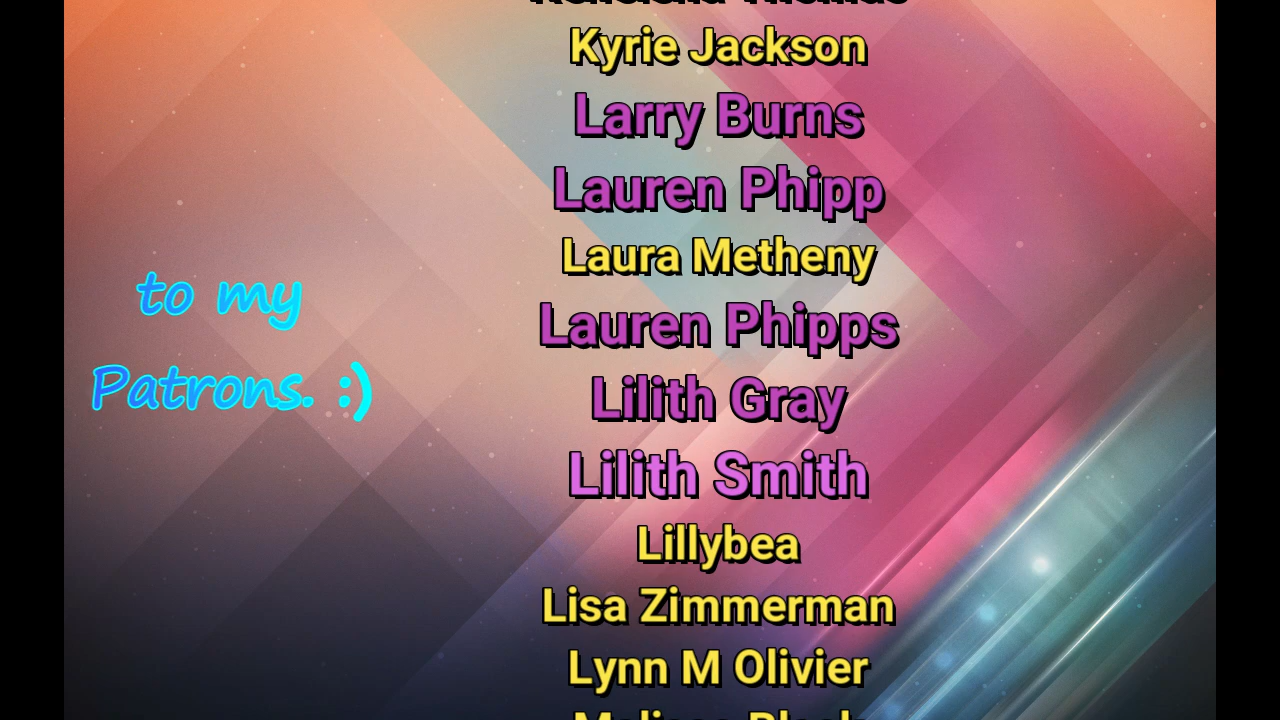 to my
Patrons. :)
Kyrie Jackson
Larry Burns
Lauren Phipp
Laura Metheny
Lauren Phipps
Lilith Gray
Lilith Smith
Lillybea
Lisa Zimmerman
Lynn M Olivier